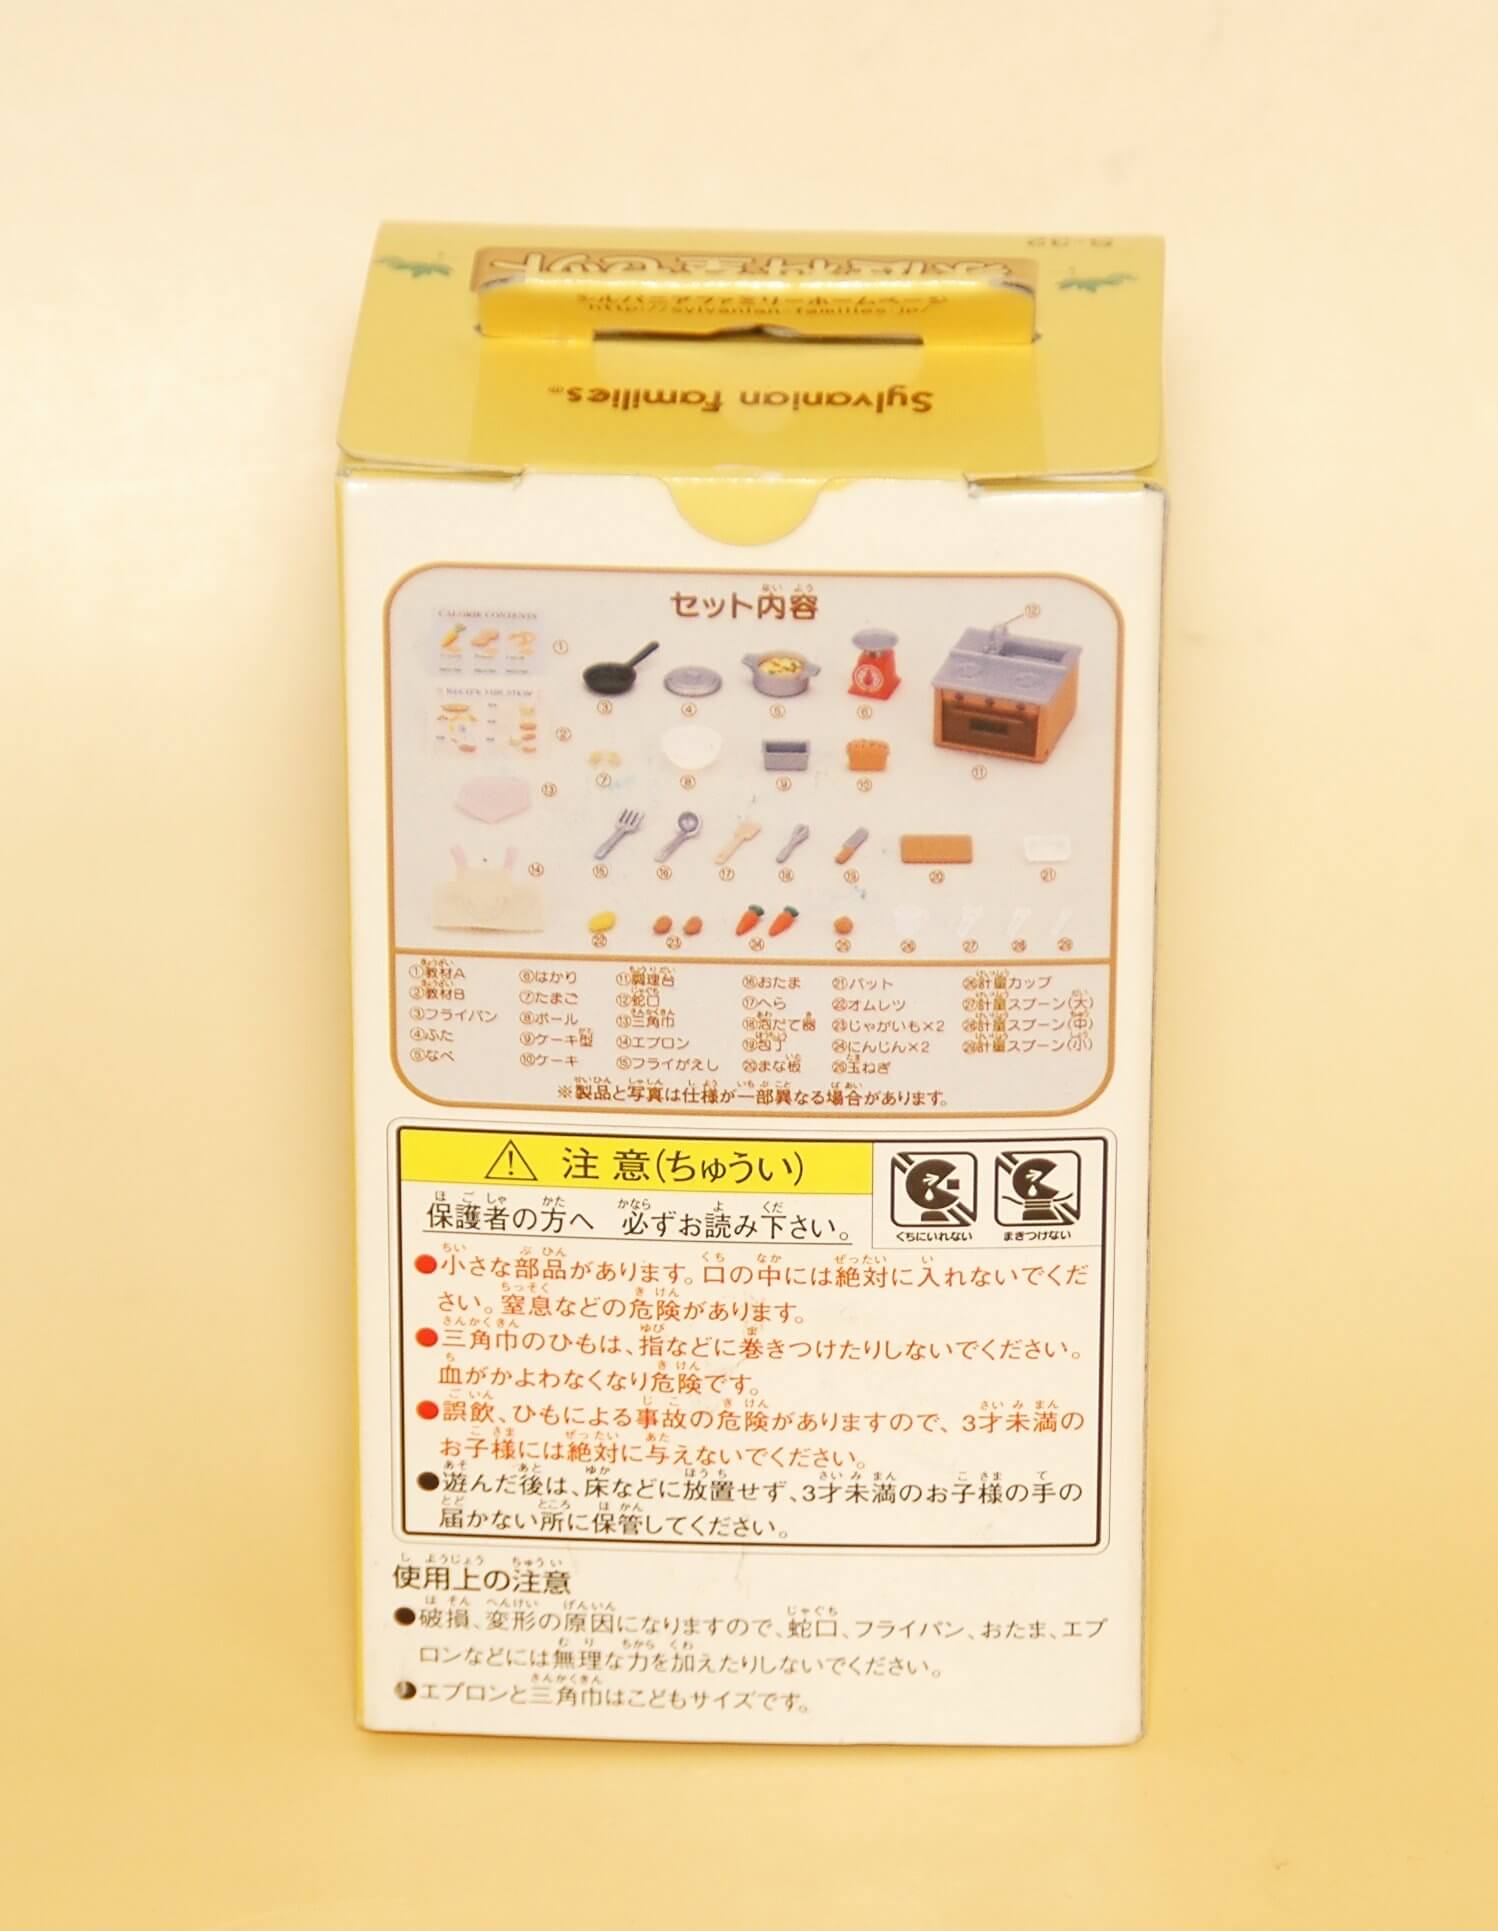 Sylvanian Families®
セット内容
CALORIE CONTENTS
①教材A
②教材B
③フライパン
④ふた
⑤なべ
⑥はかり
⑦たまご
⑧ボール
⑨ケーキ型
⑩ケーキ
⑪調理台
⑫蛇口
⑬三角巾
⑭エプロン
⑮フライがえし
⑯おたま
⑰へら
⑱泡だて器
⑲包丁
⑳まな板
㉑バット
㉒オムレツ
㉓じゃがいも×2
㉔にんじん×2
㉕玉ねぎ
㉖計量カップ
㉗計量スプーン(大)
㉘計量スプーン(中)
㉙計量スプーン(小)
※製品と写真は仕様が一部異なる場合があります。
注意(ちゅうい)
保護者の方へ 必ずお読み下さい。
くちにいれない
まきつけない
●小さな部品があります。口の中には絶対に入れないでくだ
さい。窒息などの危険があります。
●三角巾のひもは、指などに巻きつけたりしないでください。
血がかよわなくなり危険です。
●誤飲、ひもによる事故の危険がありますので、3才未満の
お子様には絶対に与えないでください。
●遊んだ後は、床などに放置せず、3才未満のお子様の手の
届かない所に保管してください。
使用上の注意
●破損、変形の原因になりますので、蛇口、フライパン、おたま、エプ
ロンなどには無理な力を加えたりしないでください。
●エプロンと三角巾はこどもサイズです。